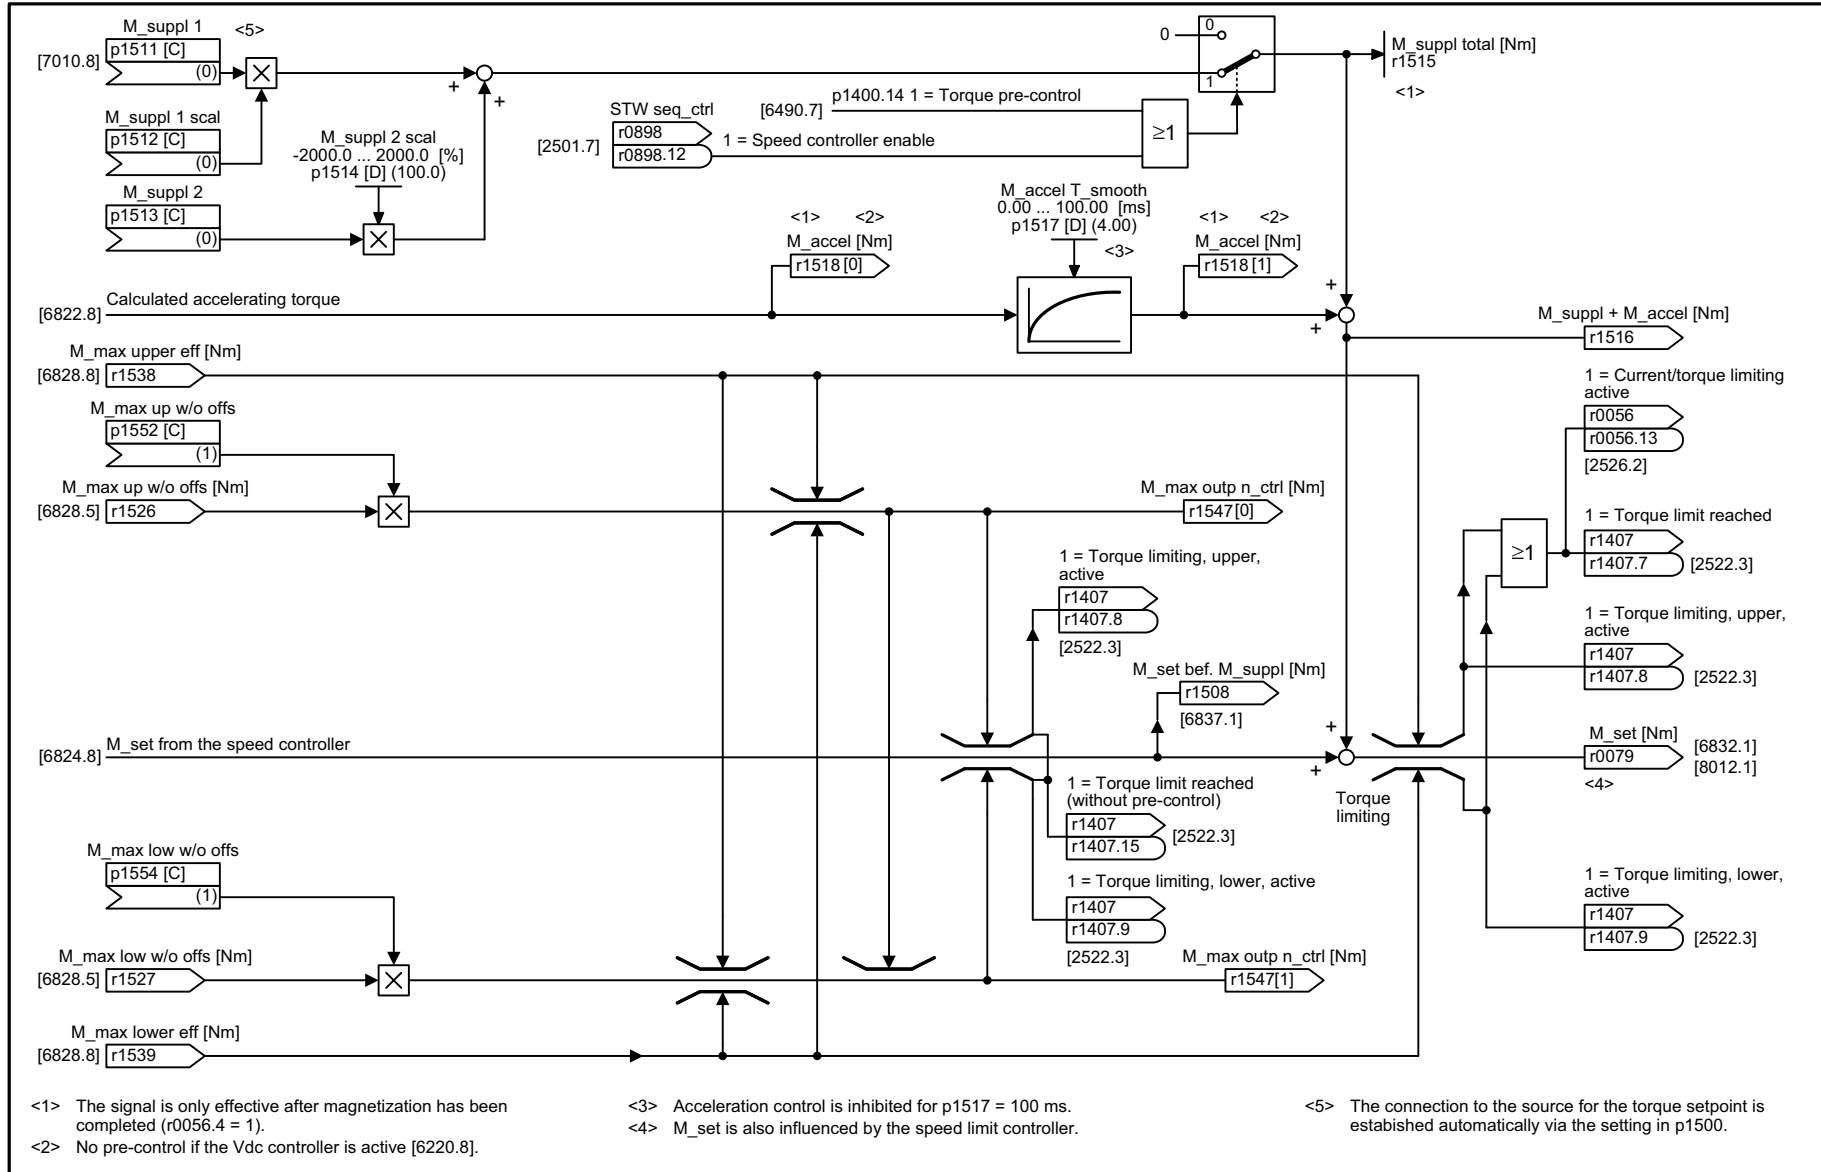 M_suppl 1
<5>
[7010.8]
p1511 [C]
(0)
M_suppl 1 scal
p1512 [C]
(0)
M_suppl 2 scal
-2000.0 ... 2000.0 [%]
p1514 [D] (100.0)
M_suppl 2
p1513 [C]
(0)
+
+
STW seq_ctrl
[2501.7]
r0898
r0898.12
[6490.7]
p1400.14 1 = Torque pre-control
1 = Speed controller enable
≥1
0
0
1
M_suppl total [Nm]
r1515
<1>
M_accel T_smooth
0.00 ... 100.00 [ms]
p1517 [D] (4.00)
<3>
<1> <2>
M_accel [Nm]
r1518 [0]
<1> <2>
M_accel [Nm]
r1518 [1]
[6822.8]
Calculated accelerating torque
+
+
M_suppl + M_accel [Nm]
r1516
M_max upper eff [Nm]
[6828.8]
r1538
M_max up w/o offs
p1552 [C]
(1)
M_max up w/o offs [Nm]
[6828.5]
r1526
M_max outp n_ctrl [Nm]
r1547[0]
1 = Current/torque limiting
active
r0056
r0056.13
[2526.2]
≥1
1 = Torque limit reached
r1407
r1407.7
[2522.3]
1 = Torque limiting, upper,
active
r1407
r1407.8
[2522.3]
1 = Torque limiting, upper,
active
r1407
r1407.8
[2522.3]
M_set bef. M_suppl [Nm]
r1508
[6837.1]
[6824.8]
M_set from the speed controller
+
+
Torque
limiting
M_set [Nm]
r0079
[6832.1]
[8012.1]
<4>
1 = Torque limit reached
(without pre-control)
r1407
r1407.15
[2522.3]
1 = Torque limiting, lower, active
r1407
r1407.9
[2522.3]
1 = Torque limiting, lower,
active
r1407
r1407.9
[2522.3]
M_max low w/o offs
p1554 [C]
(1)
M_max low w/o offs [Nm]
[6828.5]
r1527
M_max outp n_ctrl [Nm]
r1547[1]
M_max lower eff [Nm]
[6828.8]
r1539
<1> The signal is only effective after magnetization has been
completed (r0056.4 = 1).
<2> No pre-control if the Vdc controller is active [6220.8].
<3> Acceleration control is inhibited for p1517 = 100 ms.
<4> M_set is also influenced by the speed limit controller.
<5> The connection to the source for the torque setpoint is
estabished automatically via the setting in p1500.